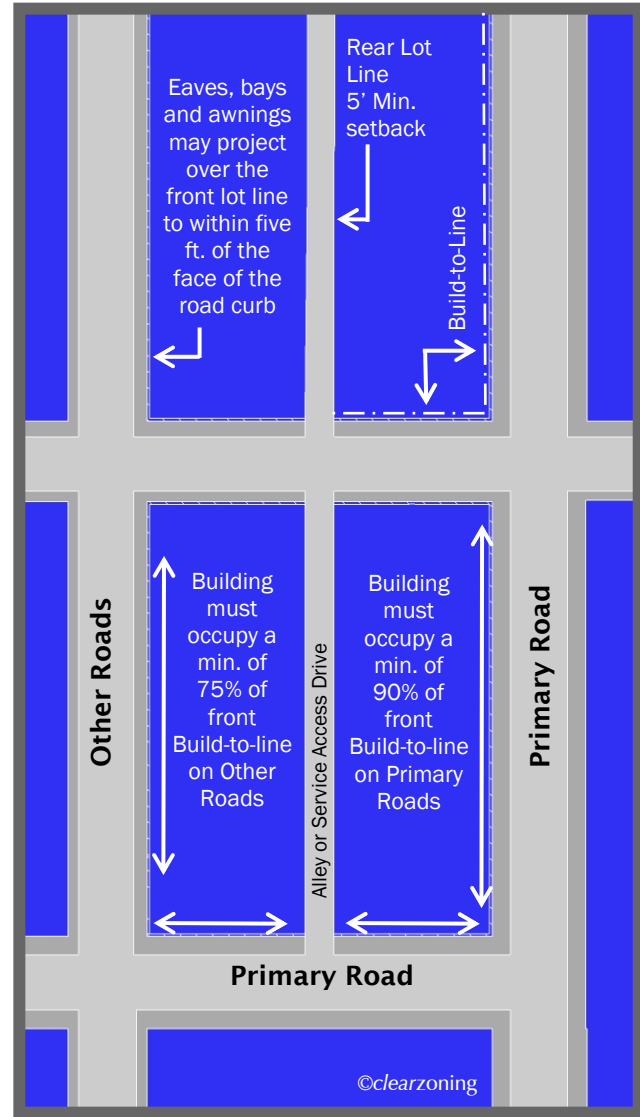 Eaves, bays
and awnings
may project
over the
front lot line
to within five
ft. of the
face of the
road curb
Rear Lot
Line
5’ Min.
setback
Build-to-Line
Other Roads
Building
must
occupy a
min. of
75% of
front
Build-to-line
on Other
Roads
Alley or Service Access Drive
Building
must
occupy a
min. of
90% of
front
Build-to-line
on Primary
Roads
Primary Road
Primary Road
©clearzoning